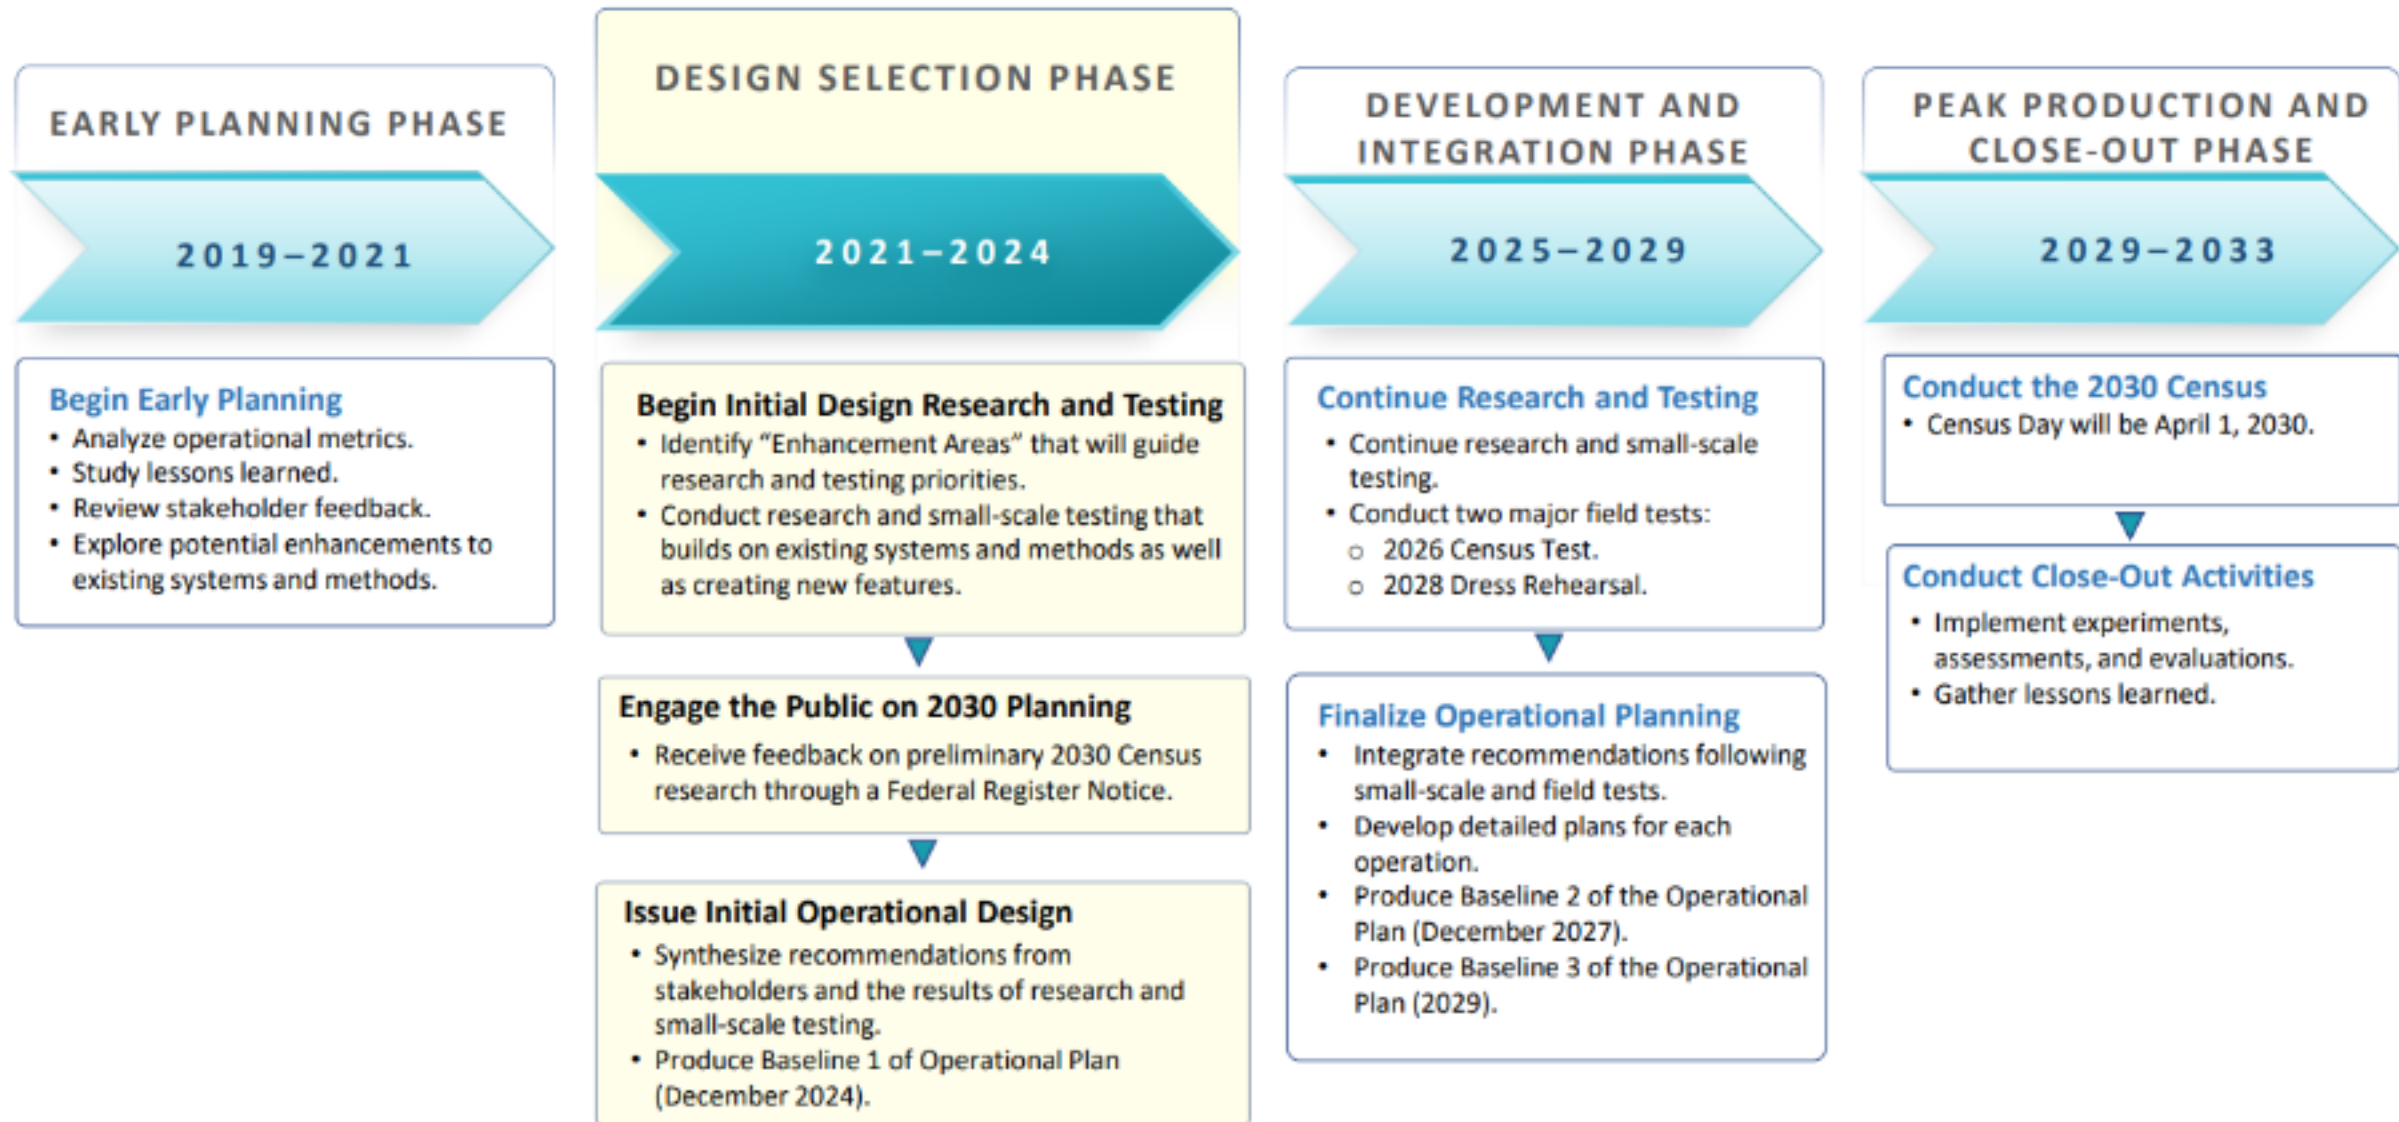 EARLY PLANNING PHASE
2019–2021
Begin Early Planning
• Analyze operational metrics.
• Study lessons learned.
• Review stakeholder feedback.
• Explore potential enhancements to
existing systems and methods.
DESIGN SELECTION PHASE
2021–2024
Begin Initial Design Research and Testing
• Identify “Enhancement Areas” that will guide
research and testing priorities.
• Conduct research and small-scale testing that
builds on existing systems and methods as well
as creating new features.
Engage the Public on 2030 Planning
• Receive feedback on preliminary 2030 Census
research through a Federal Register Notice.
Issue Initial Operational Design
• Synthesize recommendations from
stakeholders and the results of research and
small-scale testing.
• Produce Baseline 1 of Operational Plan
(December 2024).
DEVELOPMENT AND
INTEGRATION PHASE
2025–2029
Continue Research and Testing
• Continue research and small-scale
testing.
• Conduct two major field tests:
o 2026 Census Test.
o 2028 Dress Rehearsal.
Finalize Operational Planning
• Integrate recommendations following
small-scale and field tests.
• Develop detailed plans for each
operation.
• Produce Baseline 2 of the Operational
Plan (December 2027).
• Produce Baseline 3 of the Operational
Plan (2029).
PEAK PRODUCTION AND
CLOSE-OUT PHASE
2029–2033
Conduct the 2030 Census
• Census Day will be April 1, 2030.
Conduct Close-Out Activities
• Implement experiments,
assessments, and evaluations.
• Gather lessons learned.